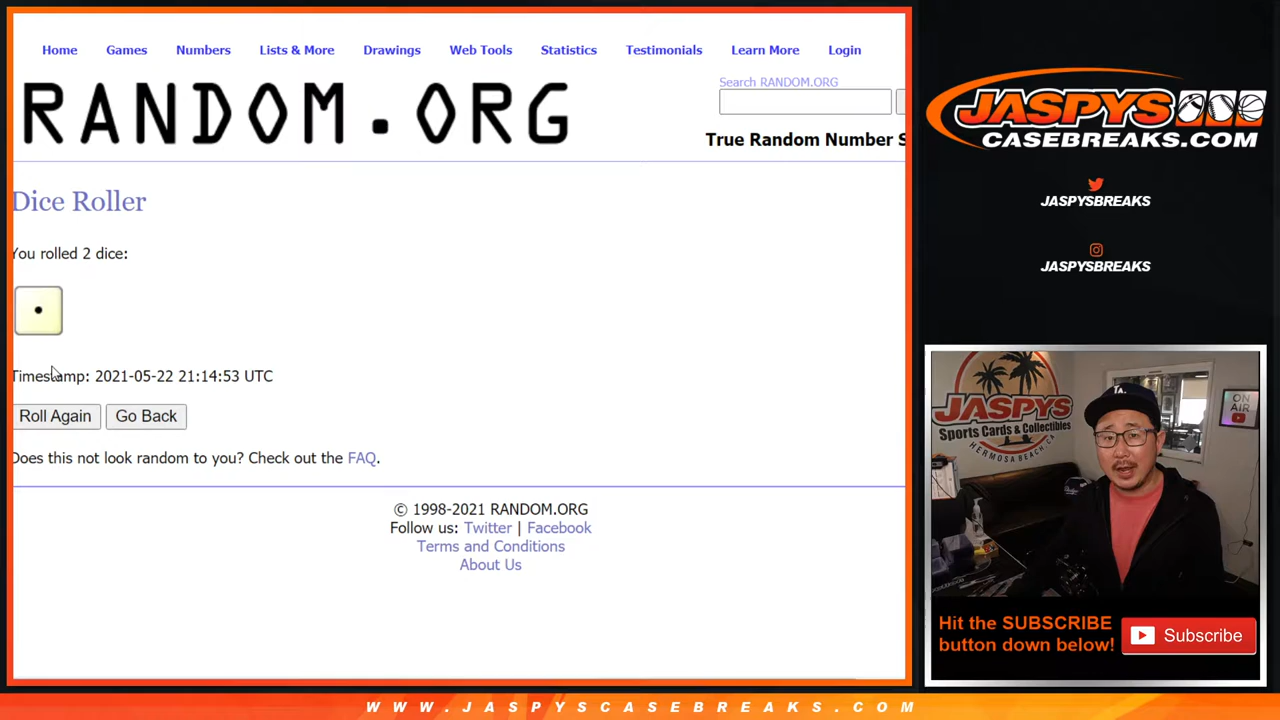 Home Games Numbers Lists & More Drawings Web Tools Statistics Testimonials Learn More Login
RANDOM.ORG
Search RANDOM.ORG
True Random Number S
Dice Roller
You rolled 2 dice:
Timestamp: 2021-05-22 21:14:53 UTC
Roll Again Go Back
Does this not look random to you? Check out the FAQ.
© 1998-2021 RANDOM.ORG
Follow us: Twitter | Facebook
Terms and Conditions
About Us
JASPYS
CASEBREAKS.COM
JASPYSBREAKS
JASPYSBREAKS
JASPYS
Sports Cards & Collectibles
HERMOSA BEACH, CA
ON AIR
Hit the SUBSCRIBE
button down below!
Subscribe
WWW.JASPYSCASEBREAKS.COM